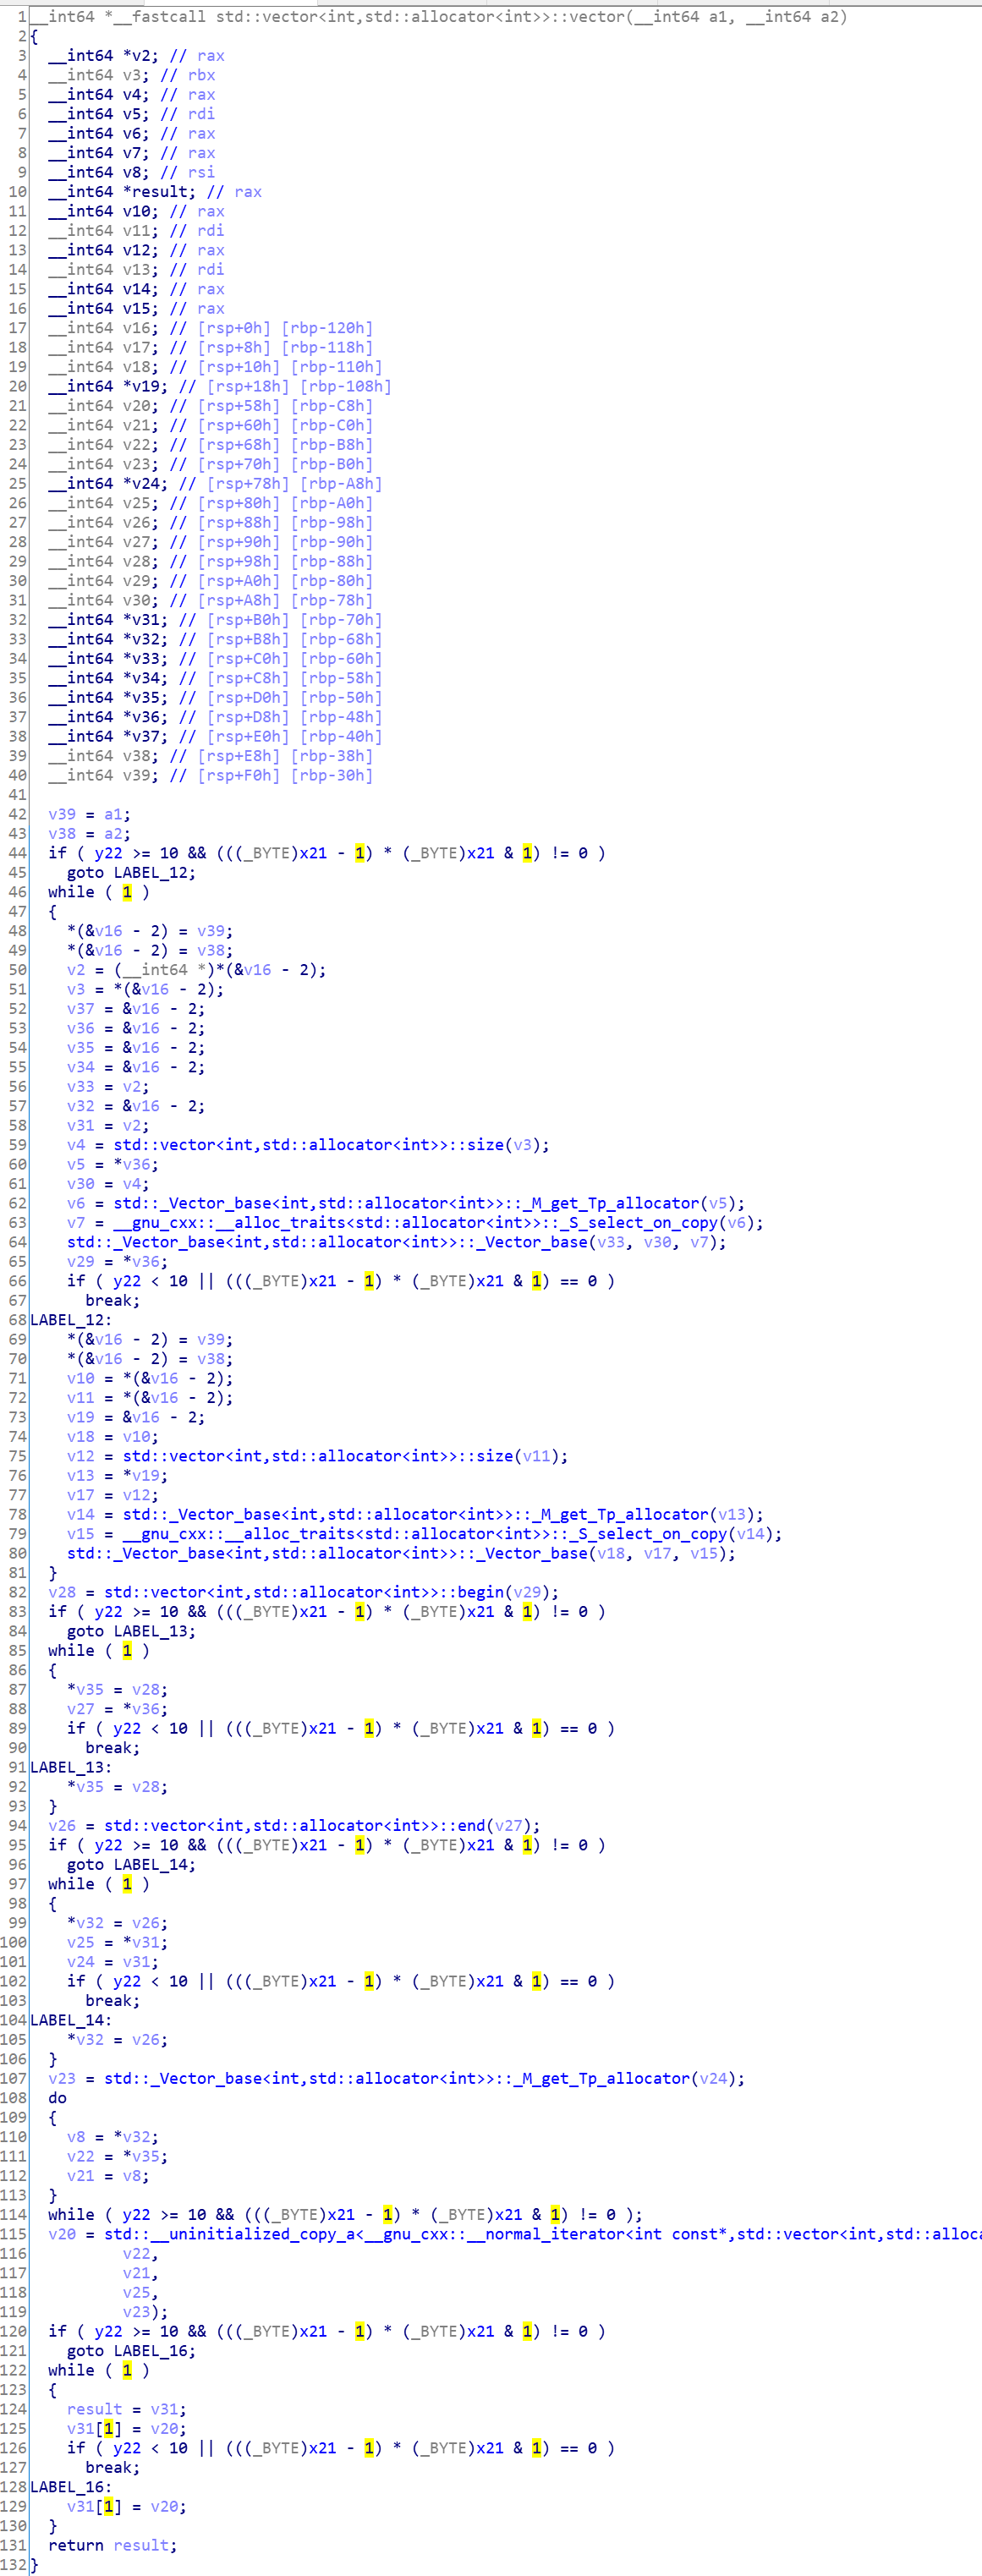 1 __int64 *__fastcall std::vector<int,std::allocator<int>>::vector(__int64 a1, __int64 a2)
2 {
3   __int64 *v2; // rax
4   __int64 v3; // rbx
5   __int64 v4; // rax
6   __int64 v5; // rdi
7   __int64 v6; // rax
8   __int64 v7; // rax
9   __int64 v8; // rsi
10   __int64 *result; // rax
11   __int64 v10; // rax
12   __int64 v11; // rdi
13   __int64 v12; // rax
14   __int64 v13; // rdi
15   __int64 v14; // rax
16   __int64 v15; // rax
17   __int64 v16; // [rsp+0h] [rbp-120h]
18   __int64 v17; // [rsp+8h] [rbp-118h]
19   __int64 v18; // [rsp+10h] [rbp-110h]
20   __int64 *v19; // [rsp+18h] [rbp-108h]
21   __int64 v20; // [rsp+58h] [rbp-C8h]
22   __int64 v21; // [rsp+60h] [rbp-C0h]
23   __int64 v22; // [rsp+68h] [rbp-B8h]
24   __int64 v23; // [rsp+70h] [rbp-B0h]
25   __int64 *v24; // [rsp+78h] [rbp-A8h]
26   __int64 v25; // [rsp+80h] [rbp-A0h]
27   __int64 v26; // [rsp+88h] [rbp-98h]
28   __int64 v27; // [rsp+90h] [rbp-90h]
29   __int64 v28; // [rsp+98h] [rbp-88h]
30   __int64 v29; // [rsp+A0h] [rbp-80h]
31   __int64 v30; // [rsp+A8h] [rbp-78h]
32   __int64 *v31; // [rsp+B0h] [rbp-70h]
33   __int64 *v32; // [rsp+B8h] [rbp-68h]
34   __int64 *v33; // [rsp+C0h] [rbp-60h]
35   __int64 *v34; // [rsp+C8h] [rbp-58h]
36   __int64 *v35; // [rsp+D0h] [rbp-50h]
37   __int64 *v36; // [rsp+D8h] [rbp-48h]
38   __int64 *v37; // [rsp+E0h] [rbp-40h]
39   __int64 v38; // [rsp+E8h] [rbp-38h]
40   __int64 v39; // [rsp+F0h] [rbp-30h]
41
42   v39 = a1;
43   v38 = a2;
44   if ( y22 >= 10 && (((_BYTE)x21 - 1) * (_BYTE)x21 & 1) != 0 )
45     goto LABEL_12;
46   while ( 1 )
47   {
48     *(&v16 - 2) = v39;
49     *(&v16 - 2) = v38;
50     v2 = (__int64 *)*(&v16 - 2);
51     v3 = *(&v16 - 2);
52     v37 = &v16 - 2;
53     v36 = &v16 - 2;
54     v35 = &v16 - 2;
55     v34 = &v16 - 2;
56     v33 = v2;
57     v32 = &v16 - 2;
58     v31 = v2;
59     v4 = std::vector<int,std::allocator<int>>::size(v3);
60     v5 = *v36;
61     v30 = v4;
62     v6 = std::_Vector_base<int,std::allocator<int>>::_M_get_Tp_allocator(v5);
63     v7 = __gnu_cxx::__alloc_traits<std::allocator<int>>::_S_select_on_copy(v6);
64     std::_Vector_base<int,std::allocator<int>>::_Vector_base(v33, v30, v7);
65     v29 = *v36;
66     if ( y22 < 10 || (((_BYTE)x21 - 1) * (_BYTE)x21 & 1) == 0 )
67       break;
68 LABEL_12:
69     *(&v16 - 2) = v39;
70     *(&v16 - 2) = v38;
71     v10 = *(&v16 - 2);
72     v11 = *(&v16 - 2);
73     v19 = &v16 - 2;
74     v18 = v10;
75     v12 = std::vector<int,std::allocator<int>>::size(v11);
76     v13 = *v19;
77     v17 = v12;
78     v14 = std::_Vector_base<int,std::allocator<int>>::_M_get_Tp_allocator(v13);
79     v15 = __gnu_cxx::__alloc_traits<std::allocator<int>>::_S_select_on_copy(v14);
80     std::_Vector_base<int,std::allocator<int>>::_Vector_base(v18, v17, v15);
81   }
82   v28 = std::vector<int,std::allocator<int>>::begin(v29);
83   if ( y22 >= 10 && (((_BYTE)x21 - 1) * (_BYTE)x21 & 1) != 0 )
84     goto LABEL_13;
85   while ( 1 )
86   {
87     *v35 = v28;
88     v27 = *v36;
89     if ( y22 < 10 || (((_BYTE)x21 - 1) * (_BYTE)x21 & 1) == 0 )
90       break;
91 LABEL_13:
92     *v35 = v28;
93   }
94   v26 = std::vector<int,std::allocator<int>>::end(v27);
95   if ( y22 >= 10 && (((_BYTE)x21 - 1) * (_BYTE)x21 & 1) != 0 )
96     goto LABEL_14;
97   while ( 1 )
98   {
99     *v32 = v26;
100     v25 = *v31;
101     v24 = v31;
102     if ( y22 < 10 || (((_BYTE)x21 - 1) * (_BYTE)x21 & 1) == 0 )
103       break;
104 LABEL_14:
105     *v32 = v26;
106   }
107   v23 = std::_Vector_base<int,std::allocator<int>>::_M_get_Tp_allocator(v24);
108   do
109   {
110     v8 = *v32;
111     v22 = *v35;
112     v21 = v8;
113   }
114   while ( y22 >= 10 && (((_BYTE)x21 - 1) * (_BYTE)x21 & 1) != 0 );
115   v20 = std::__uninitialized_copy_a<__gnu_cxx::__normal_iterator<int const*,std::vector<int,std::alloc
116           v22,
117           v21,
118           v25,
119           v23);
120   if ( y22 >= 10 && (((_BYTE)x21 - 1) * (_BYTE)x21 & 1) != 0 )
121     goto LABEL_16;
122   while ( 1 )
123   {
124     result = v31;
125     v31[1] = v20;
126     if ( y22 < 10 || (((_BYTE)x21 - 1) * (_BYTE)x21 & 1) == 0 )
127       break;
128 LABEL_16:
129     v31[1] = v20;
130   }
131   return result;
132 }